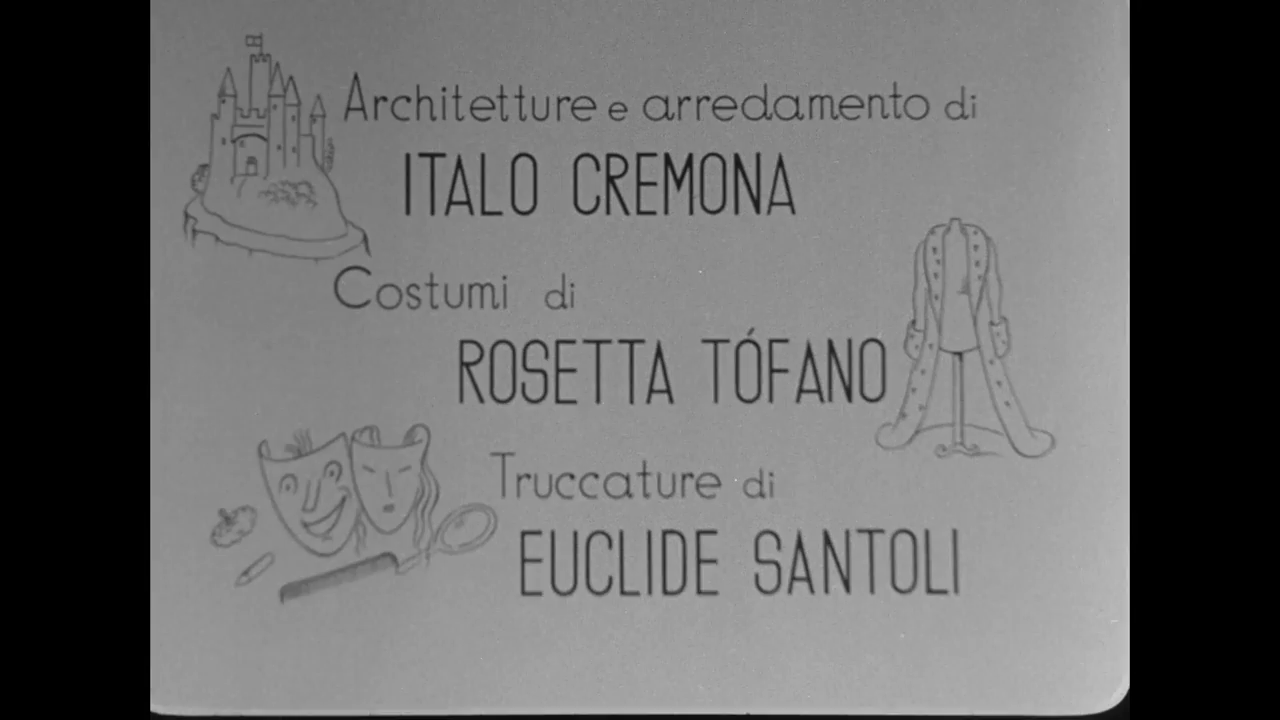 Architetture e arredamento di
ITALO CREMONA
Costumi di
ROSETTA TÓFANO
Truccature di
EUCLIDE SANTOLI